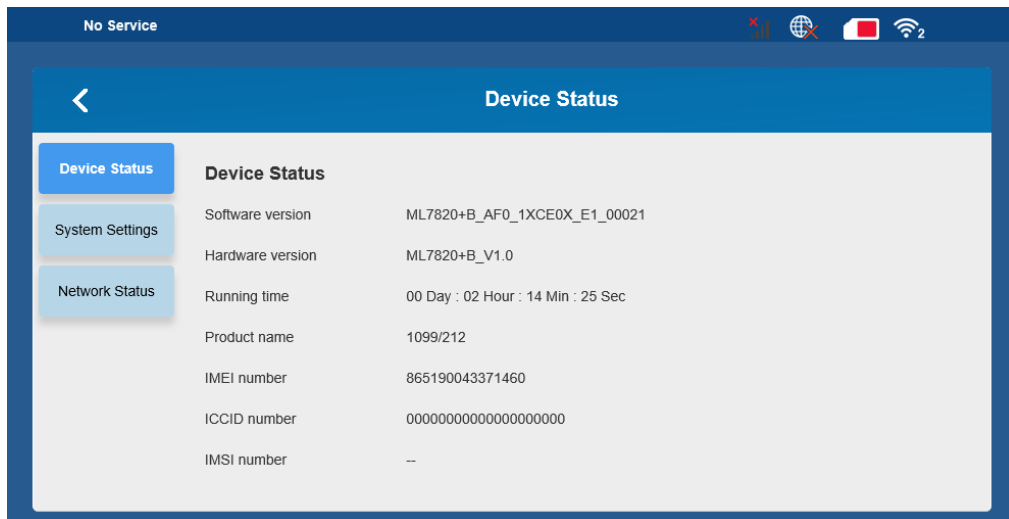 No Service
2
Device Status
Device Status
System Settings
Network Status
Device Status
Software version ML7820+B_AF0_1XCE0X_E1_00021
Hardware version ML7820+B_V1.0
Running time 00 Day : 02 Hour : 14 Min : 25 Sec
Product name 1099/212
IMEI number 865190043371460
ICCID number 00000000000000000000
IMSI number --